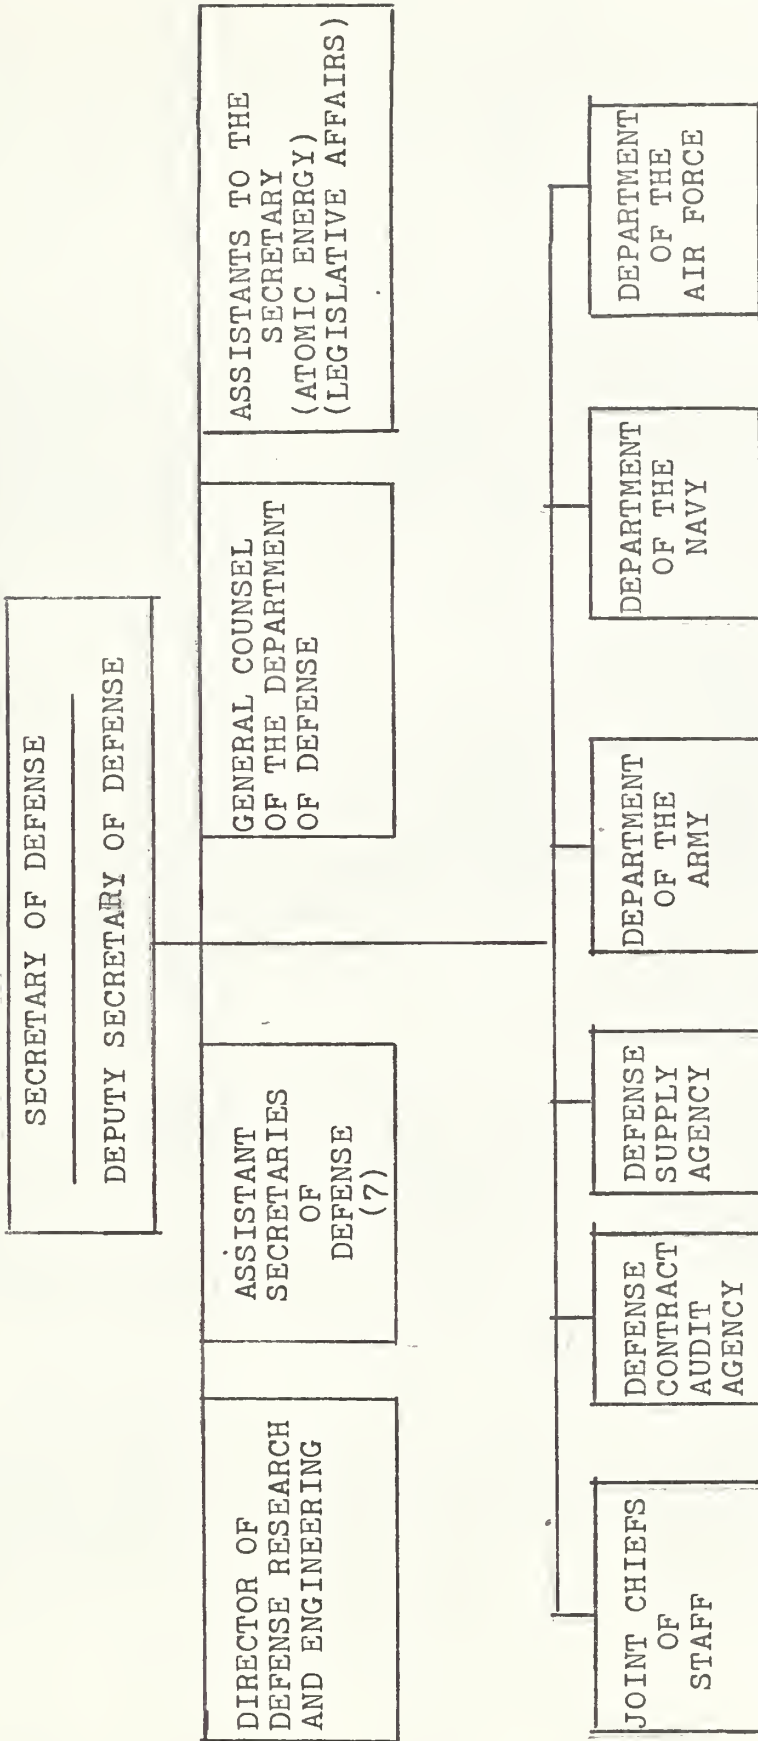 SECRETARY OF DEFENSE
DEPUTY SECRETARY OF DEFENSE
DIRECTOR OF
DEFENSE RESEARCH
AND ENGINEERING
ASSISTANT
SECRETARIES
OF
DEFENSE
(7)
GENERAL COUNSEL
OF THE DEPARTMENT
OF DEFENSE
ASSISTANTS TO THE
SECRETARY
(ATOMIC ENERGY)
(LEGISLATIVE AFFAIRS)
JOINT CHIEFS
OF
STAFF
DEFENSE
CONTRACT
AUDIT
AGENCY
DEFENSE
SUPPLY
AGENCY
DEPARTMENT
OF THE
ARMY
DEPARTMENT
OF THE
NAVY
DEPARTMENT
OF THE
AIR FORCE